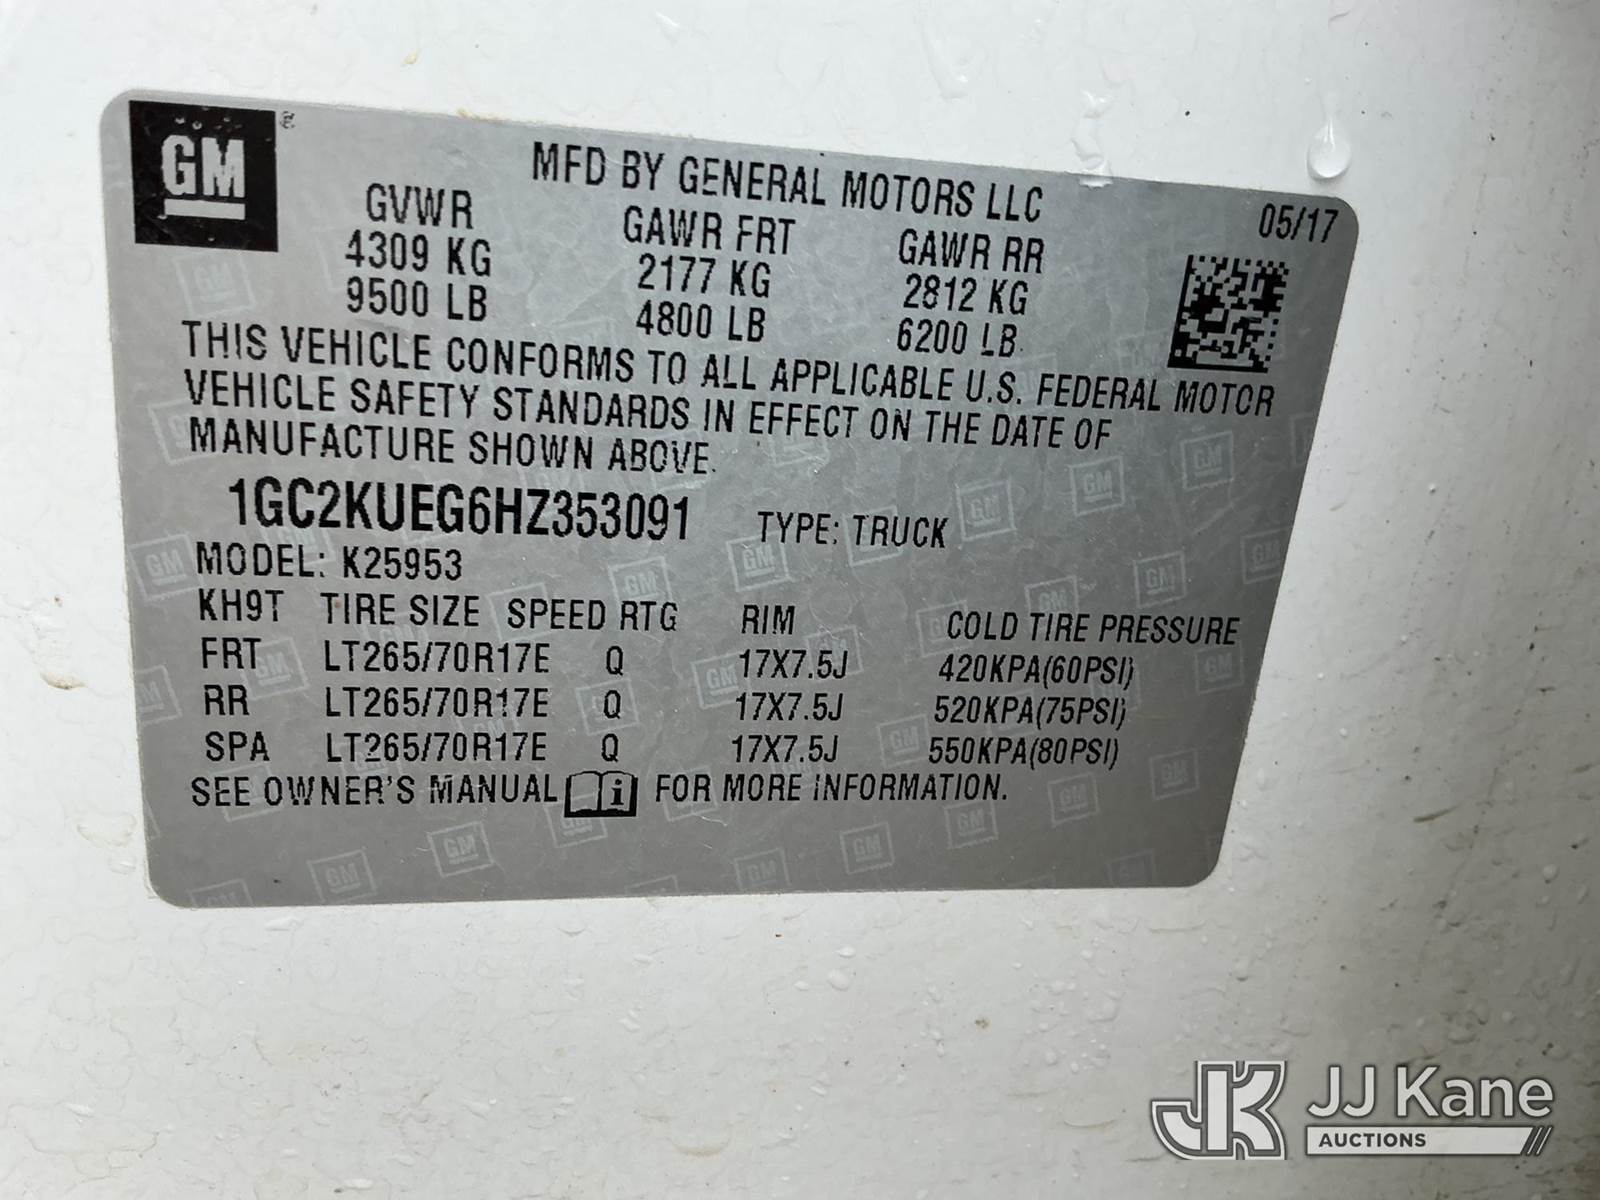 GM
MFD BY GENERAL MOTORS LLC
05/17
GVWR GAWR FRT GAWR RR
4309 KG 2177 KG 2812 KG
9500 LB 4800 LB 6200 LB
THIS VEHICLE CONFORMS TO ALL APPLICABLE U.S. FEDERAL MOTOR
VEHICLE SAFETY STANDARDS IN EFFECT ON THE DATE OF
MANUFACTURE SHOWN ABOVE.
1GC2KUEG6HZ353091 TYPE: TRUCK
MODEL: K25953
KH9T TIRE SIZE SPEED RTG RIM COLD TIRE PRESSURE
FRT LT265/70R17E Q 17X7.5J 420KPA(60PSI)
RR LT265/70R17E Q 17X7.5J 520KPA(75PSI)
SPA LT265/70R17E Q 17X7.5J 550KPA(80PSI)
SEE OWNER'S MANUAL i FOR MORE INFORMATION.
JK JJ Kane
AUCTIONS